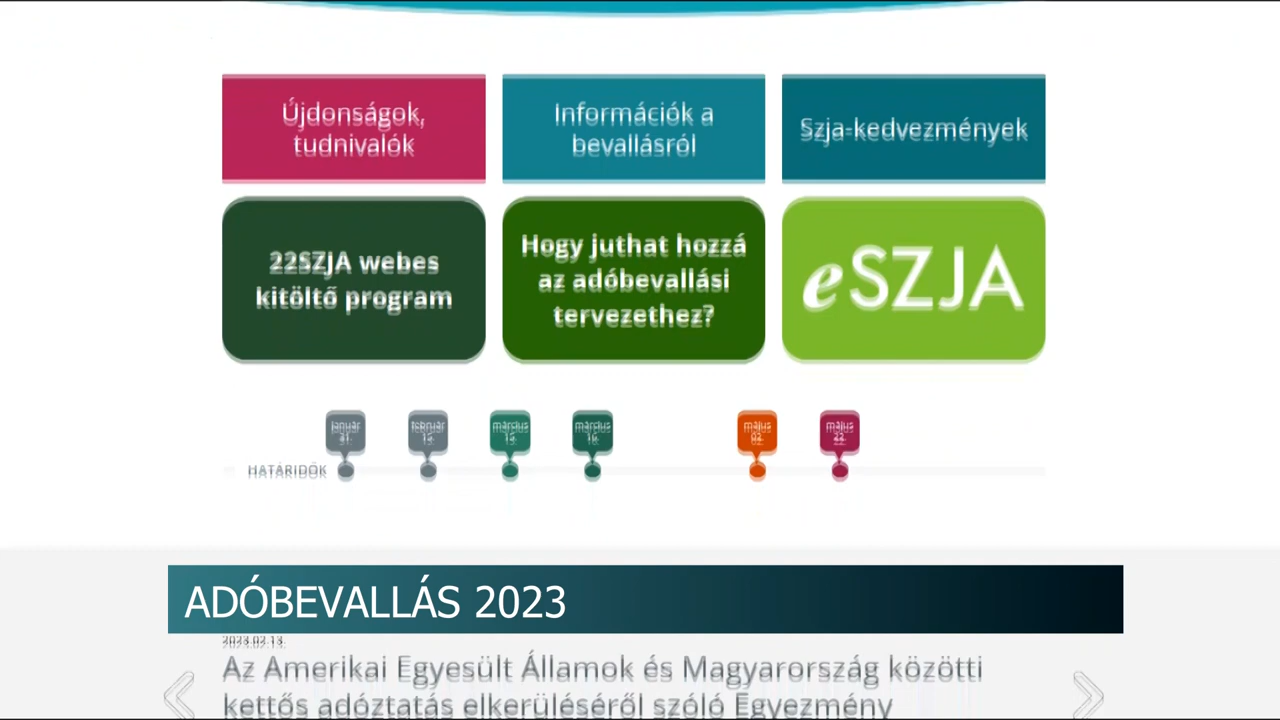 Újdonságok,
tudnivalók
Információk a
bevallásról
Szja-kedvezmények
22SZJA webes
kitöltő program
Hogy juthat hozzá
az adóbevallási
tervezethez?
eSZJA
január
31.
február
15.
március
15.
március
16.
május
02.
május
22.
HATÁRIDŐK
ADÓBEVALLÁS 2023
2023.02.13.
Az Amerikai Egyesült Államok és Magyarország közötti
kettős adóztatás elkerüléséről szóló Egyezmény